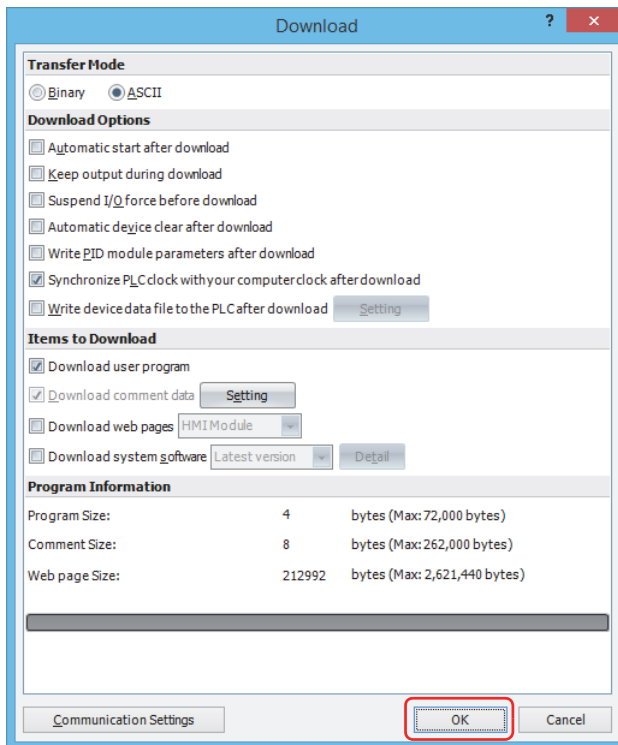 Download ? ×
Transfer Mode
Binary ASCII
Download Options
Automatic start after download
Keep output during download
Suspend I/O force before download
Automatic device clear after download
Write PID module parameters after download
Synchronize PLC clock with your computer clock after download
Write device data file to the PLC after download Setting
Items to Download
Download user program
Download comment data Setting
Download web pages HMI Module
Download system software Latest version Detail
Program Information
Program Size: 4 bytes (Max: 72,000 bytes)
Comment Size: 8 bytes (Max: 262,000 bytes)
Web page Size: 212992 bytes (Max: 2,621,440 bytes)
Communication Settings OK Cancel